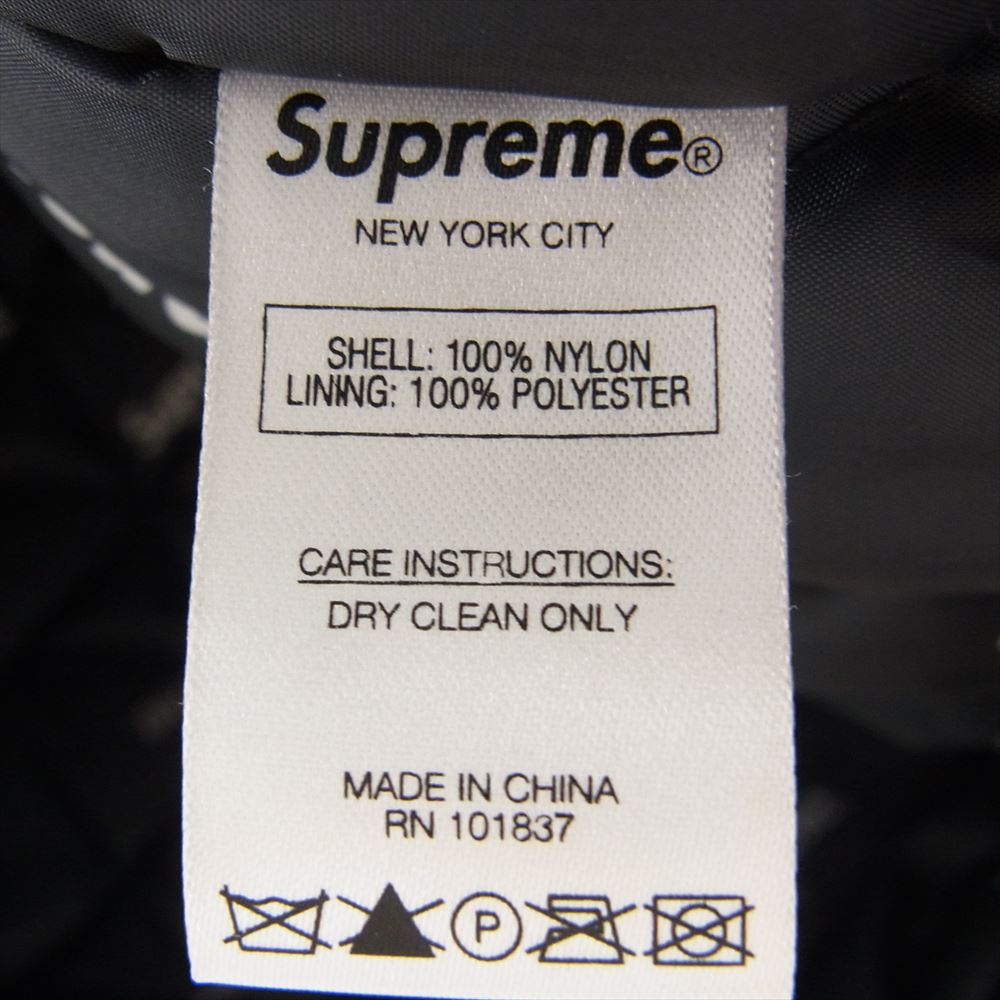 Supreme®
NEW YORK CITY
SHELL: 100% NYLON
LINING: 100% POLYESTER
CARE INSTRUCTIONS:
DRY CLEAN ONLY
MADE IN CHINA
RN 101837
P